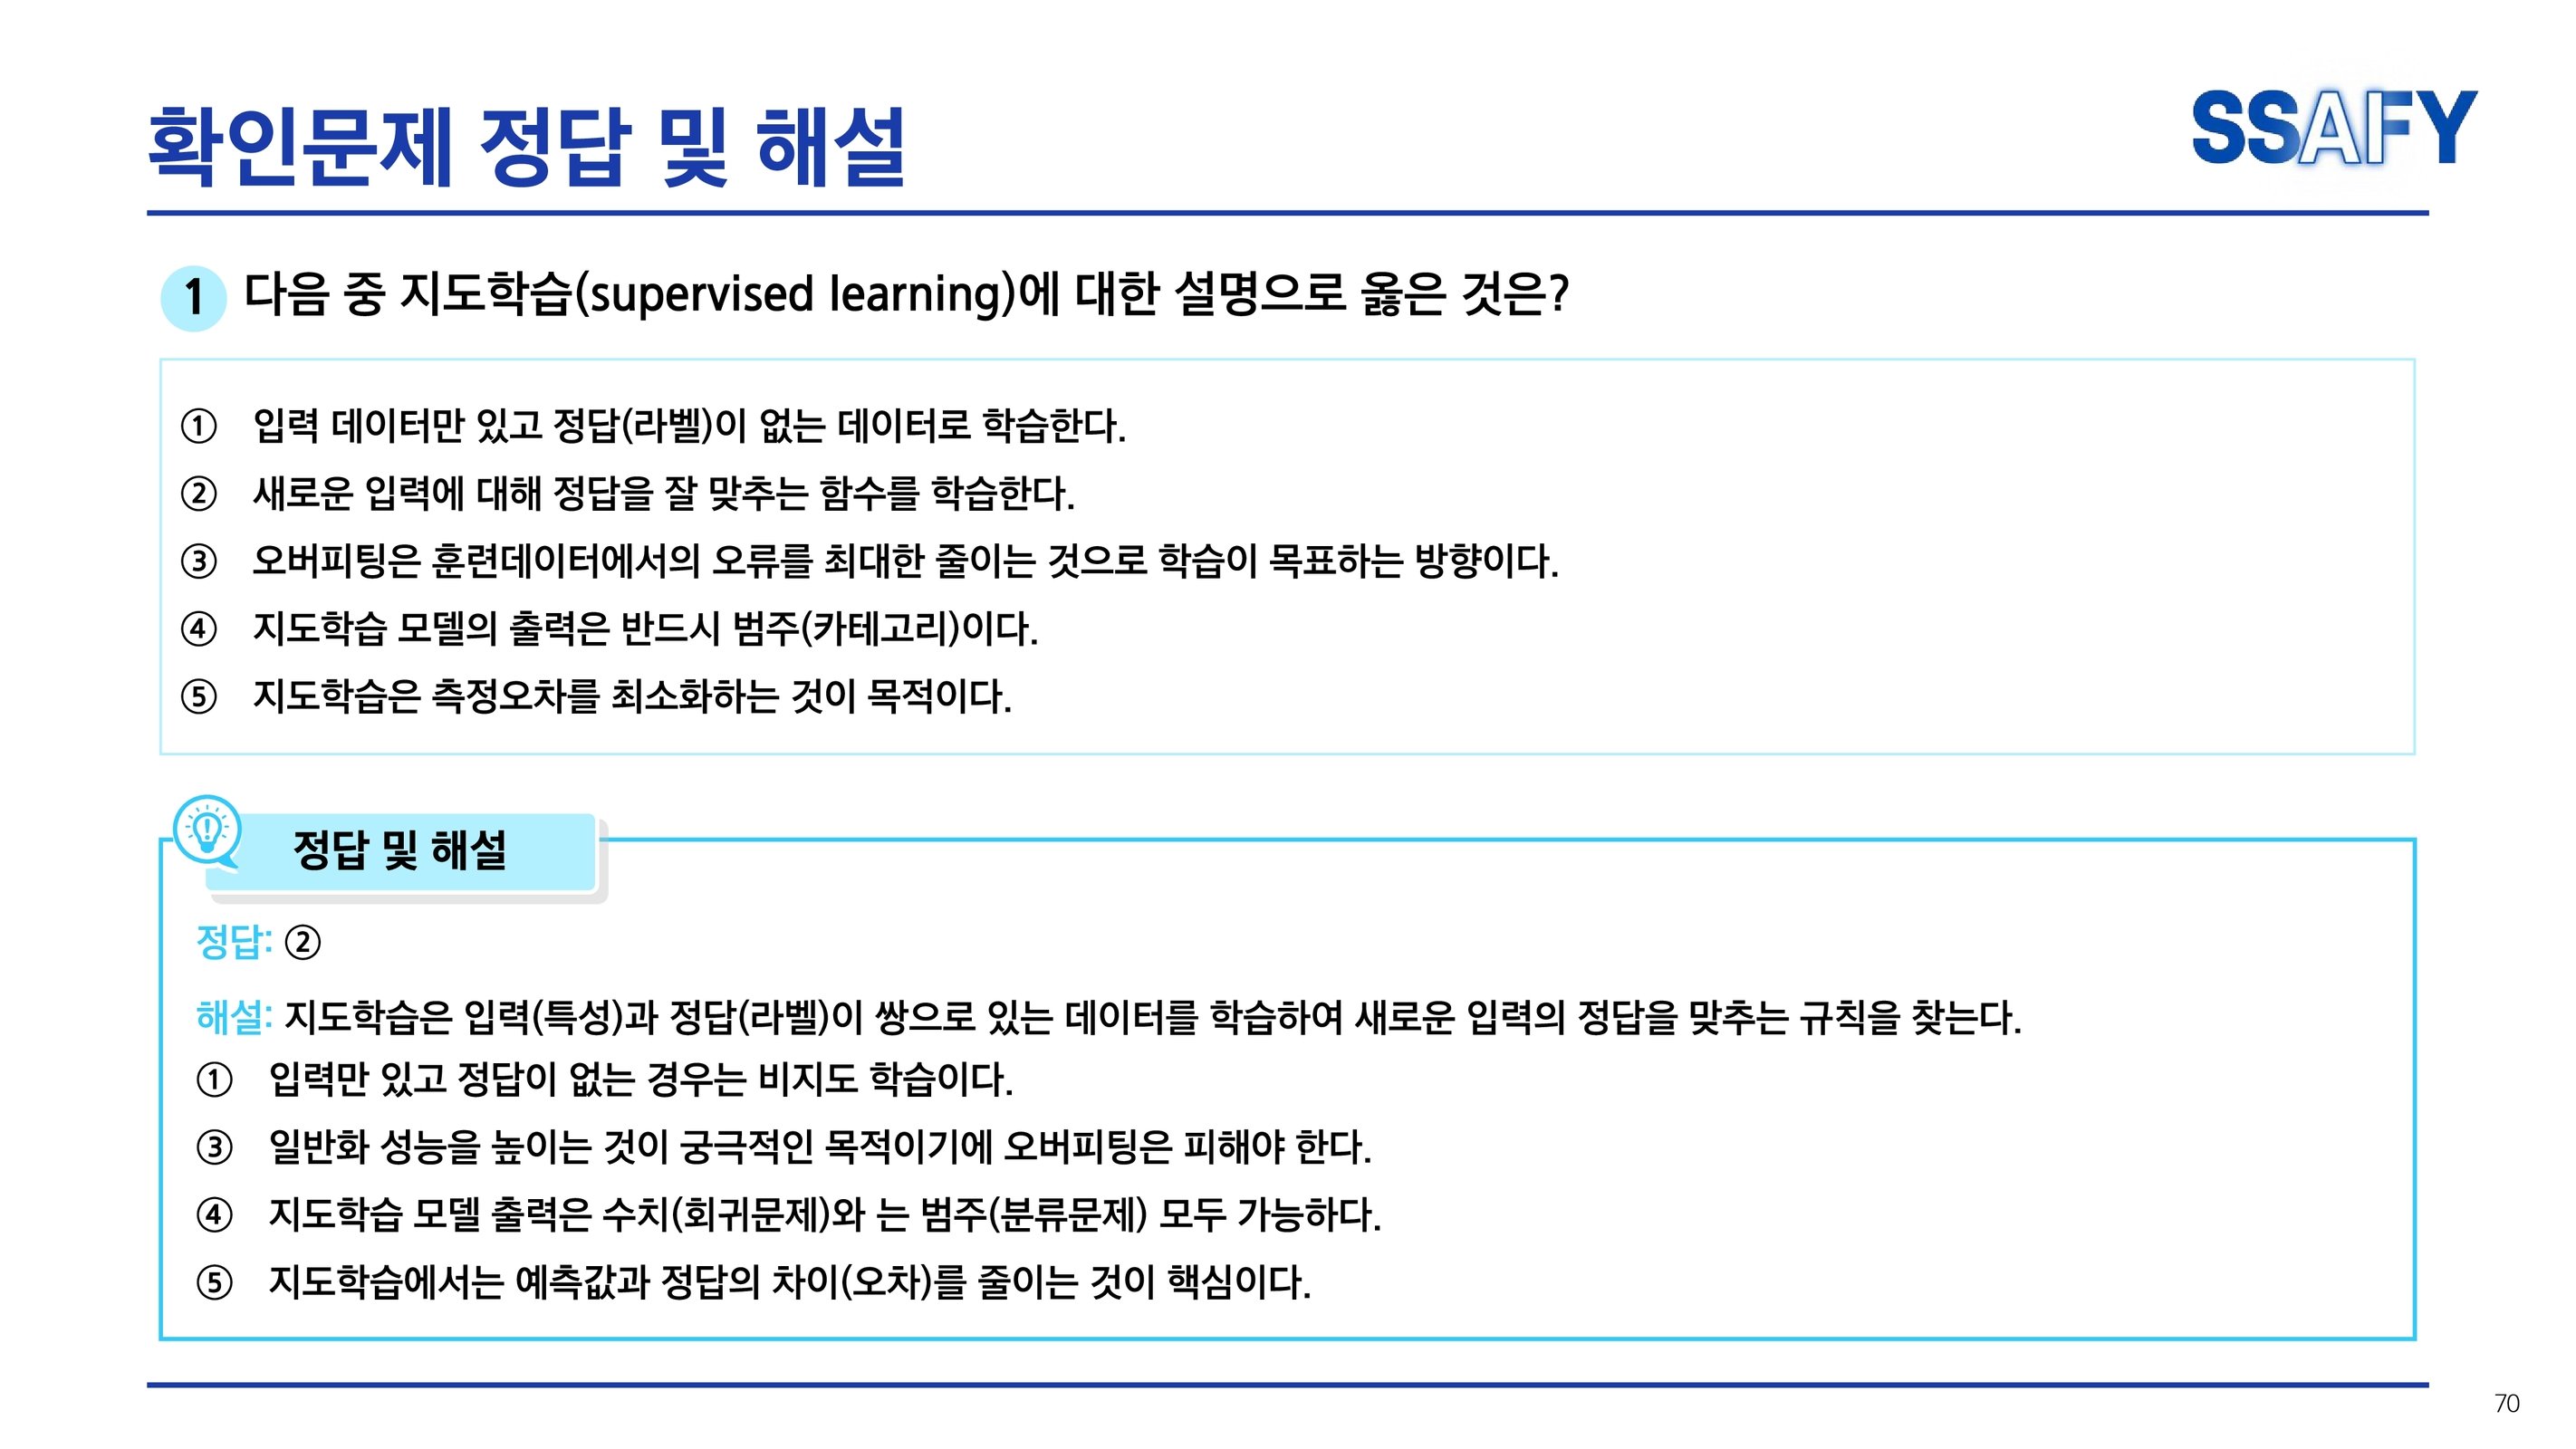 확인문제 정답 및 해설
SSAFY
1 다음 중 지도학습(supervised learning)에 대한 설명으로 옳은 것은?
① 입력 데이터만 있고 정답(라벨)이 없는 데이터로 학습한다.
② 새로운 입력에 대해 정답을 잘 맞추는 함수를 학습한다.
③ 오버피팅은 훈련데이터에서의 오류를 최대한 줄이는 것으로 학습이 목표하는 방향이다.
④ 지도학습 모델의 출력은 반드시 범주(카테고리)이다.
⑤ 지도학습은 측정오차를 최소화하는 것이 목적이다.
정답 및 해설
정답: ②
해설: 지도학습은 입력(특성)과 정답(라벨)이 쌍으로 있는 데이터를 학습하여 새로운 입력의 정답을 맞추는 규칙을 찾는다.
① 입력만 있고 정답이 없는 경우는 비지도 학습이다.
③ 일반화 성능을 높이는 것이 궁극적인 목적이기에 오버피팅은 피해야 한다.
④ 지도학습 모델 출력은 수치(회귀문제)와 는 범주(분류문제) 모두 가능하다.
⑤ 지도학습에서는 예측값과 정답의 차이(오차)를 줄이는 것이 핵심이다.
70